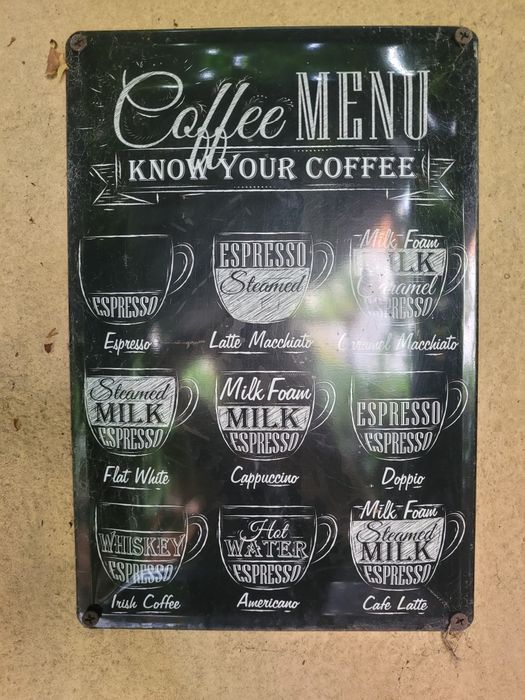 Coffee MENU
KNOW YOUR COFFEE
ESPRESSO
Espresso
ESPRESSO
Steamed
Latte Macchiato
Milk Foam
MILK
Caramel
ESPRESSO
Caramel Macchiato
Steamed
MILK
ESPRESSO
Flat White
Milk Foam
MILK
ESPRESSO
Cappuccino
ESPRESSO
ESPRESSO
Doppio
WHISKEY
ESPRESSO
Irish Coffee
Hot
WATER
ESPRESSO
Americano
Milk Foam
Steamed
MILK
ESPRESSO
Cafe Latte